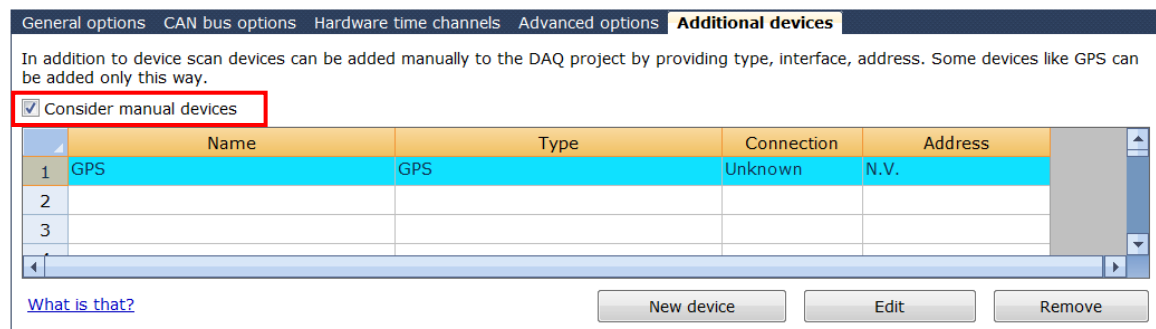 General options CAN bus options Hardware time channels Advanced options Additional devices
In addition to device scan devices can be added manually to the DAQ project by providing type, interface, address. Some devices like GPS can
be added only this way.
Consider manual devices
Name Type Connection Address
1 GPS GPS Unknown N.V.
2
3
What is that? New device Edit Remove